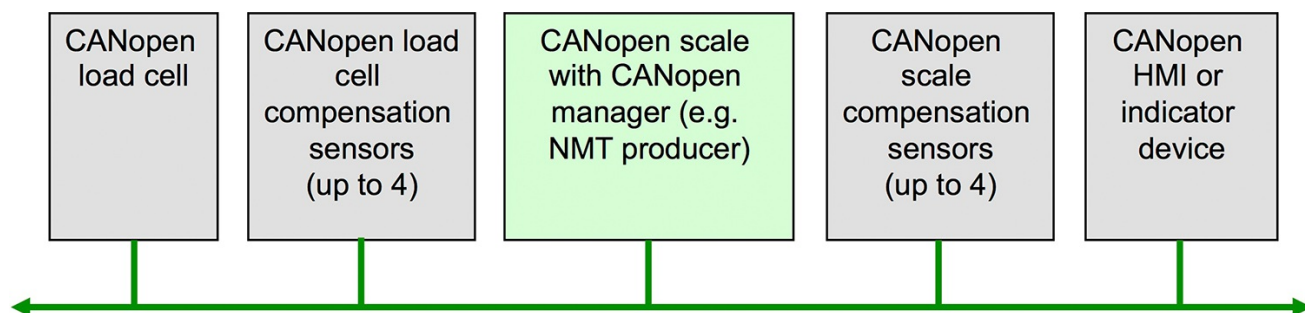 CANopen
load cell
CANopen load
cell
compensation
sensors
(up to 4)
CANopen scale
with CANopen
manager (e.g.
NMT producer)
CANopen
scale
compensation
sensors
(up to 4)
CANopen
HMI or
indicator
device